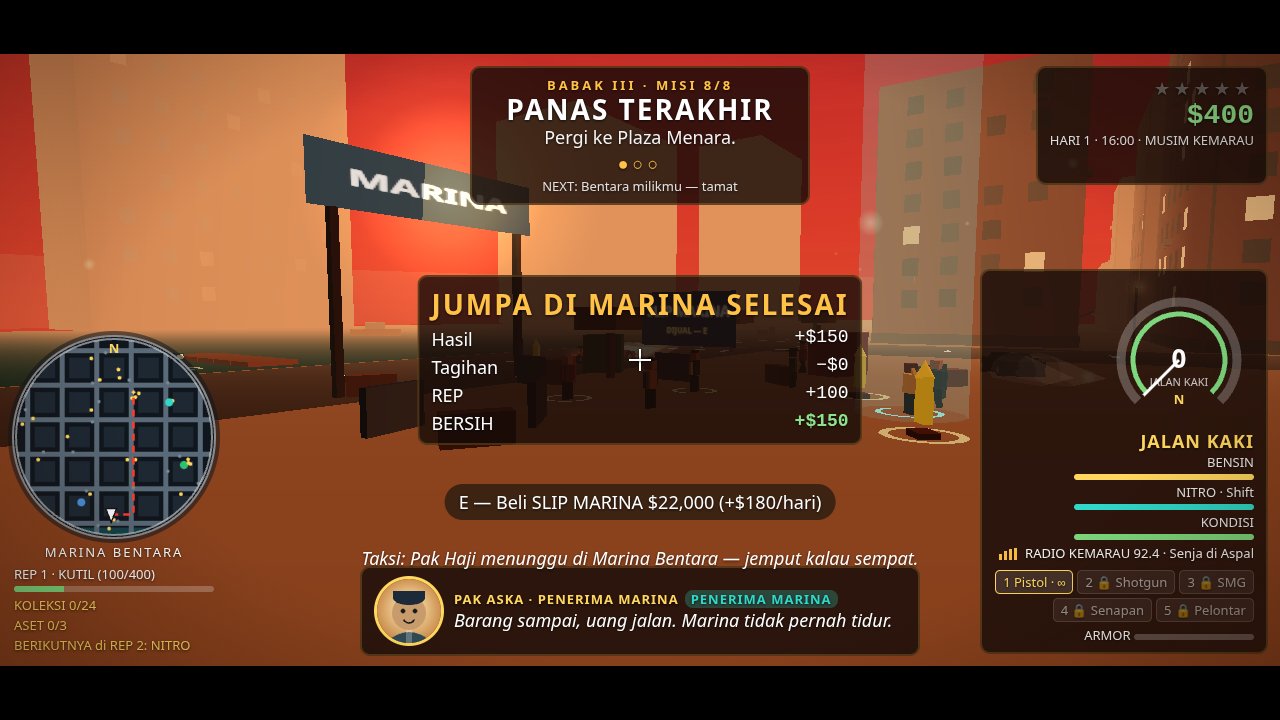 BABAK III · MISI 8/8
PANAS TERAKHIR
Pergi ke Plaza Menara.
NEXT: Bentara milikmu — tamat
★★★★★
$400
HARI 1 · 16:00 · MUSIM KEMARAU
MARINA
JUMPA DI MARINA SELESAI
Hasil +$150
Tagihan −$0
REP +100
BERSIH +$150
E — Beli SLIP MARINA $22,000 (+$180/hari)
Taksi: Pak Haji menunggu di Marina Bentara — jemput kalau sempat.
PAK ASKA · PENERIMA MARINA PENERIMA MARINA
Barang sampai, uang jalan. Marina tidak pernah tidur.
N
MARINA BENTARA
REP 1 · KUTIL (100/400)
KOLEKSI 0/24
ASET 0/3
BERIKUTNYA di REP 2: NITRO
0
JALAN KAKI
N
JALAN KAKI
BENSIN
NITRO · Shift
KONDISI
RADIO KEMARAU 92.4 · Senja di Aspal
1 Pistol · ∞
2 🔒 Shotgun
3 🔒 SMG
4 🔒 Senapan
5 🔒 Pelontar
ARMOR